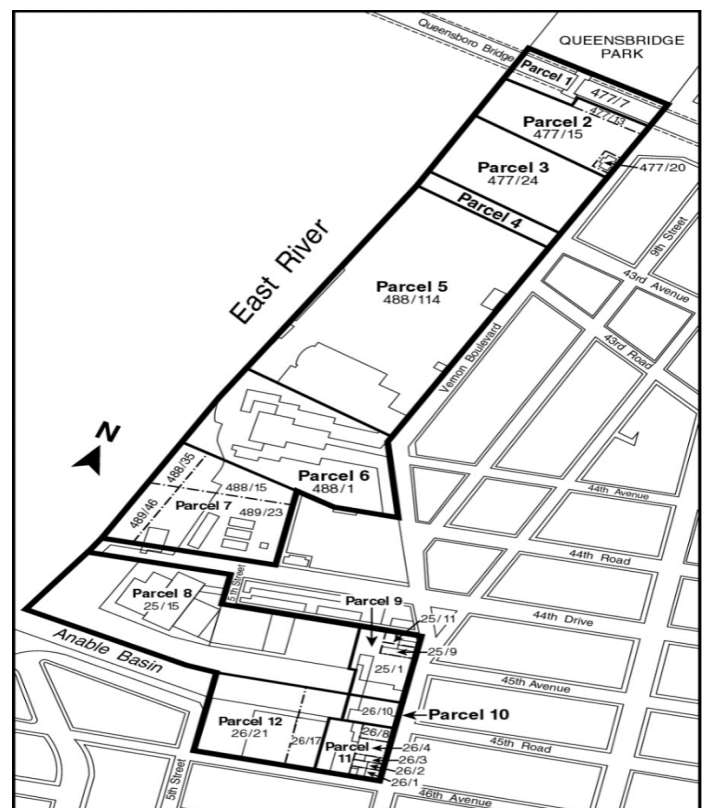 QUEENSBRIDGE
PARK
Queensboro Bridge
Parcel 1
477/7
477/13
Parcel 2
477/15
477/20
Parcel 3
477/24
Parcel 4
9th Street
43rd Avenue
East River
Parcel 5
488/114
Vernon Boulevard
43rd Road
N
Parcel 6
488/1
44th Avenue
488/35
488/15
489/46
Parcel 7
489/23
44th Road
5th Street
Parcel 8
25/15
Parcel 9
25/11
44th Drive
25/9
Anable Basin
25/1
45th Avenue
26/10
Parcel 10
Parcel 12
26/21
26/17
26/8
Parcel
11
26/4
26/3
26/2
26/1
45th Road
5th Street
46th Avenue